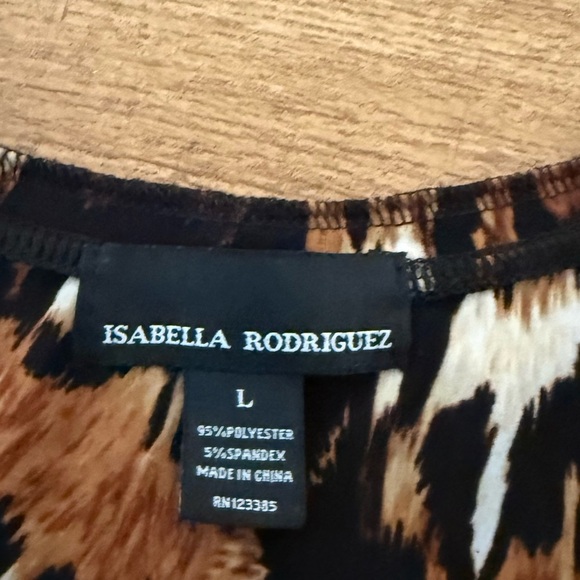 ISABELLA RODRIGUEZ
L
95%POLYESTER
5%SPANDEX
MADE IN CHINA
RN123385